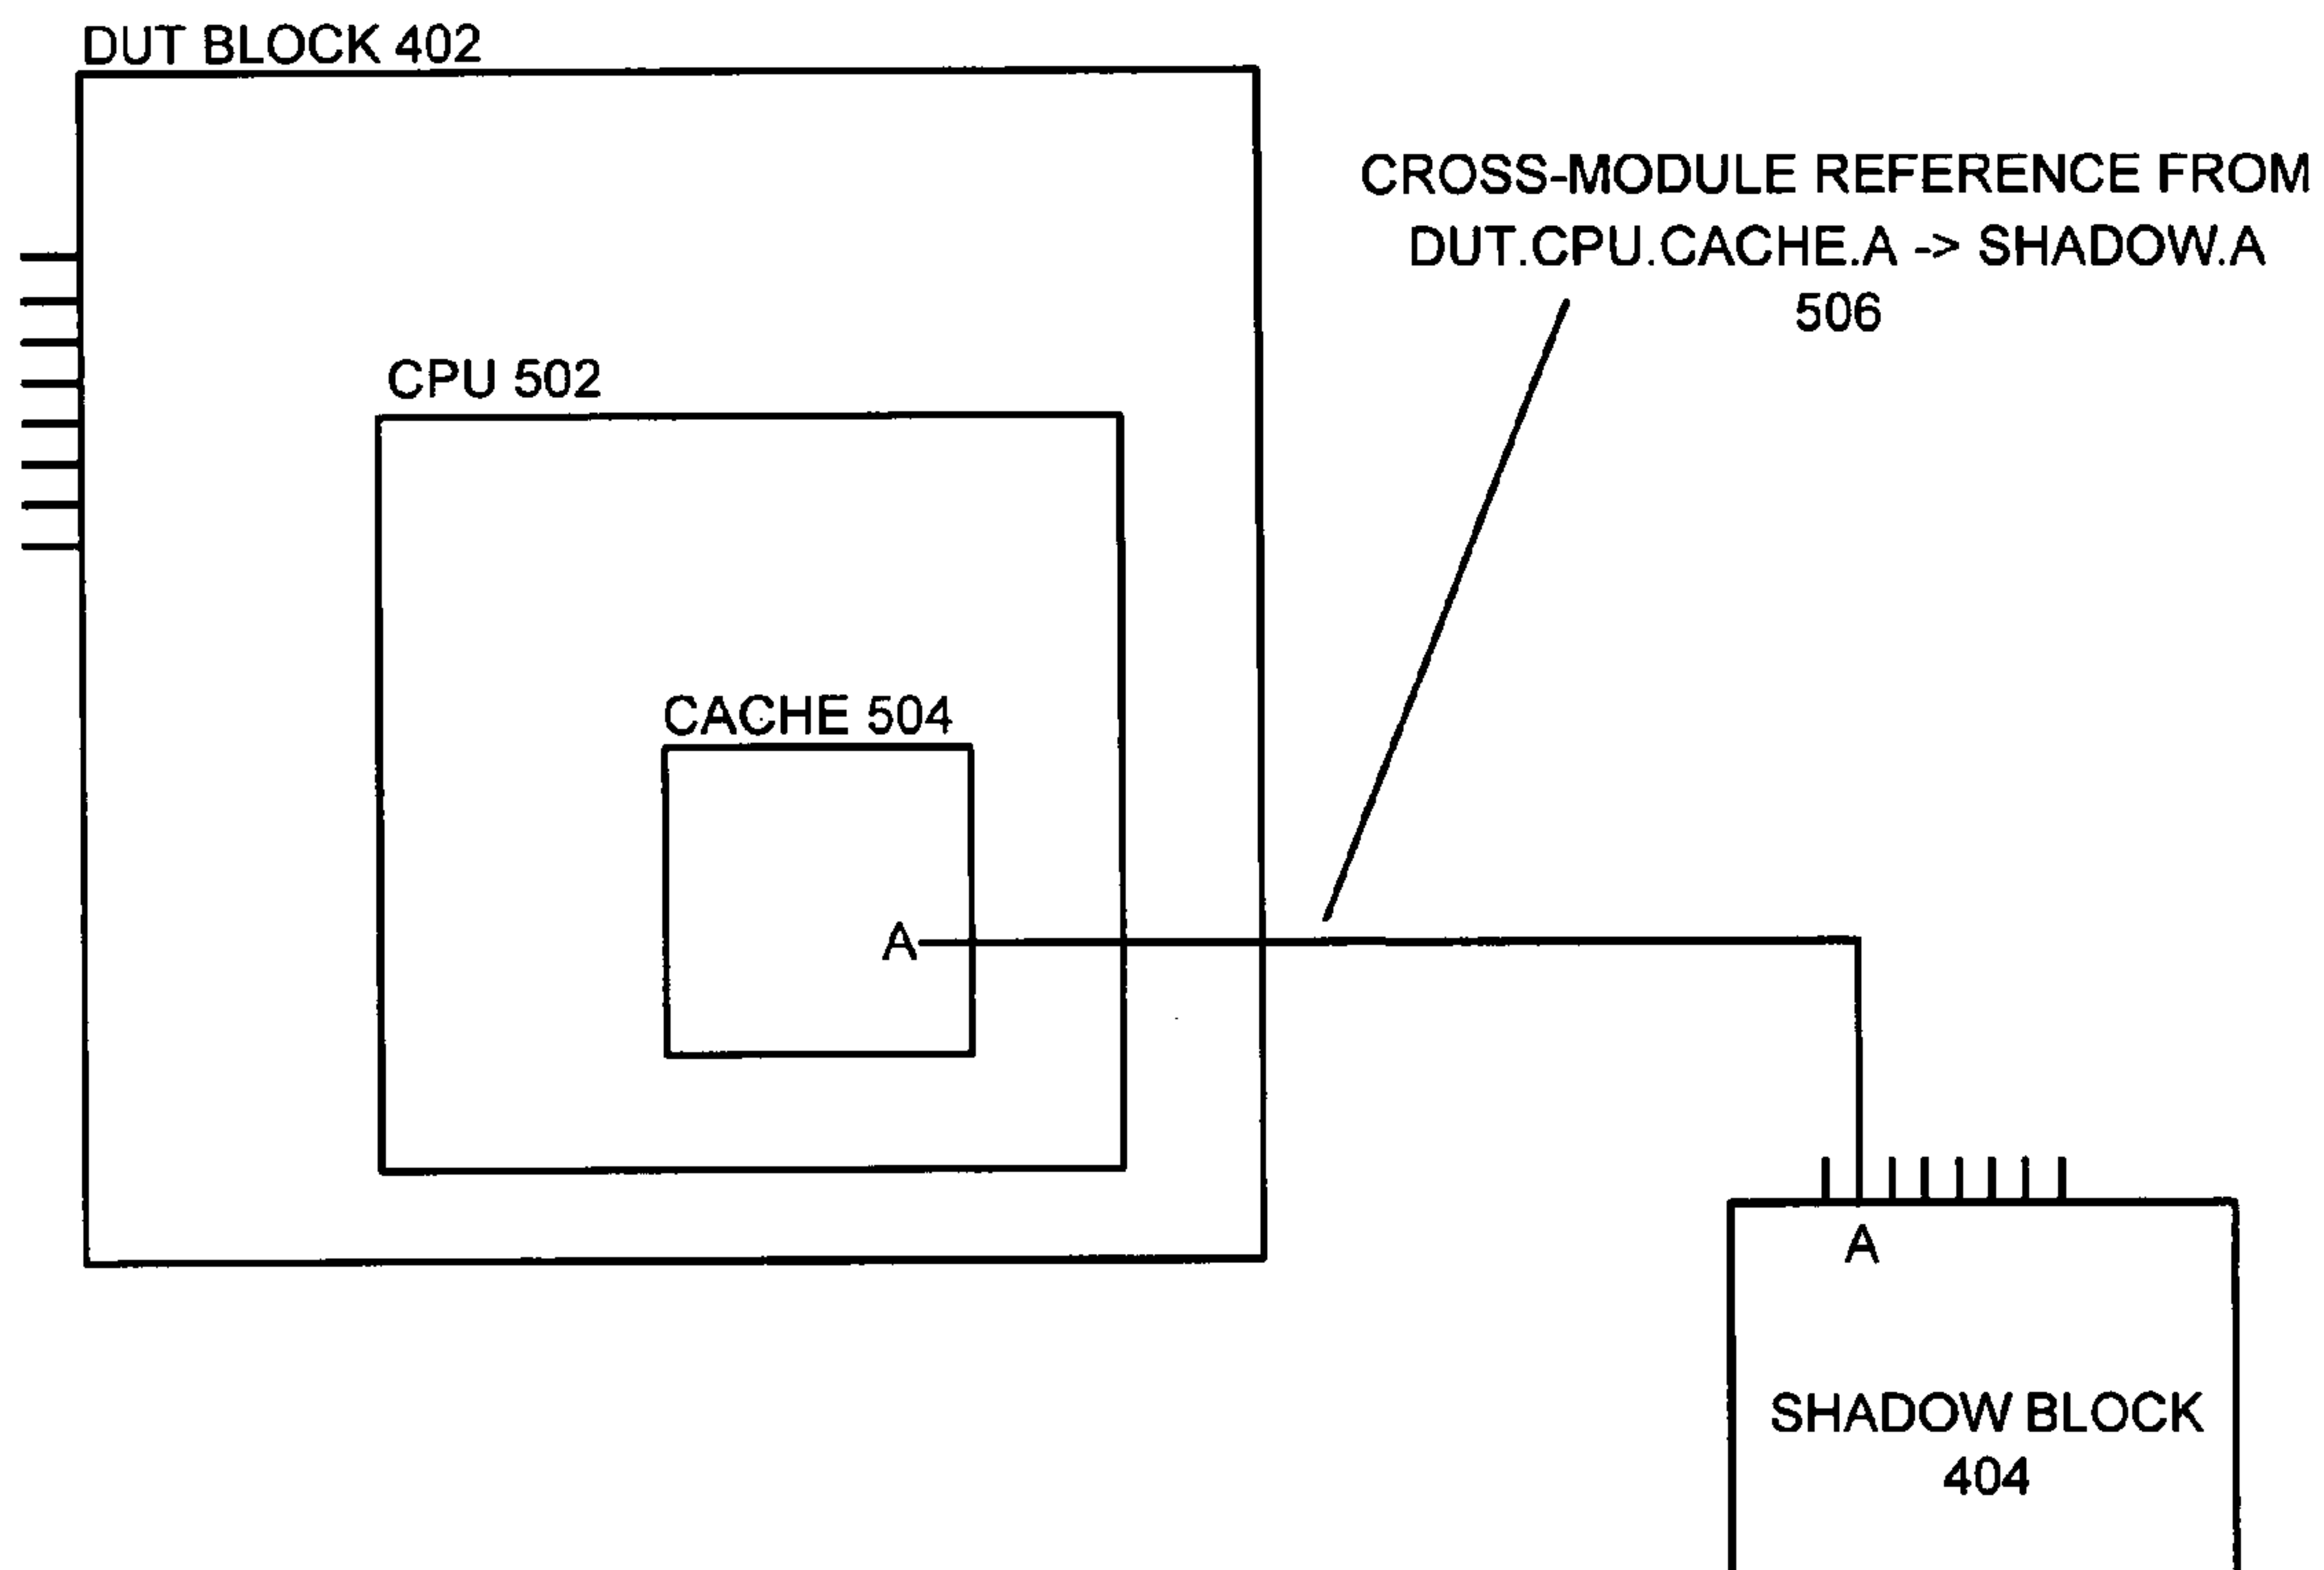 DUT BLOCK 402
CROSS-MODULE REFERENCE FROM
DUT.CPU.CACHE.A -> SHADOW.A
506
CPU 502
CACHE 504
A
A
SHADOW BLOCK
404